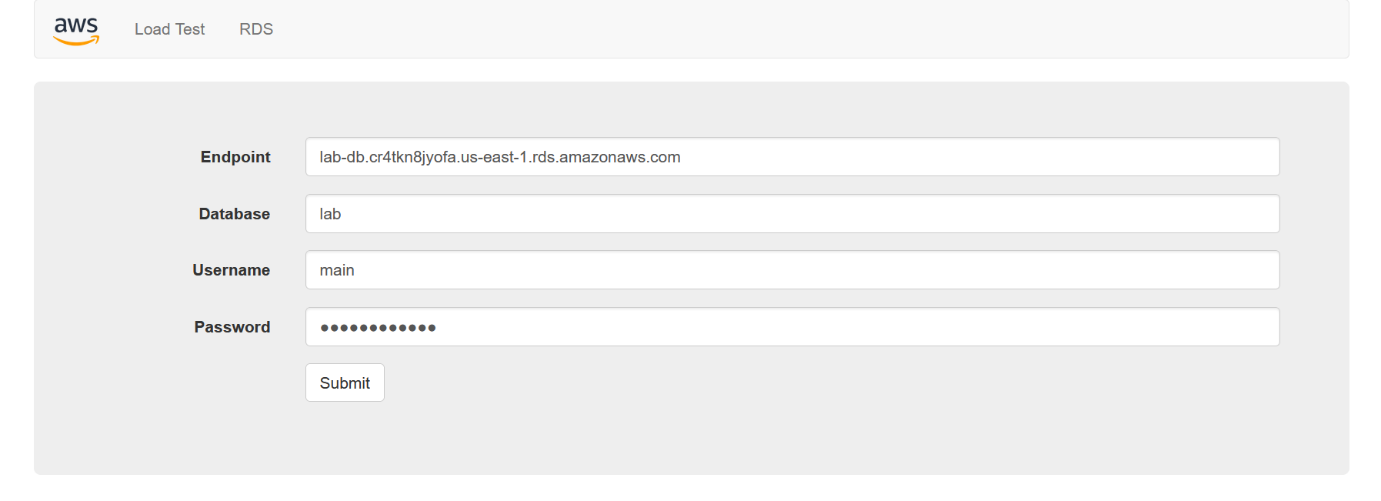 aws Load Test RDS
Endpoint lab-db.cr4tkn8jyofa.us-east-1.rds.amazonaws.com
Database lab
Username main
Password ●●●●●●●●●●●●
Submit